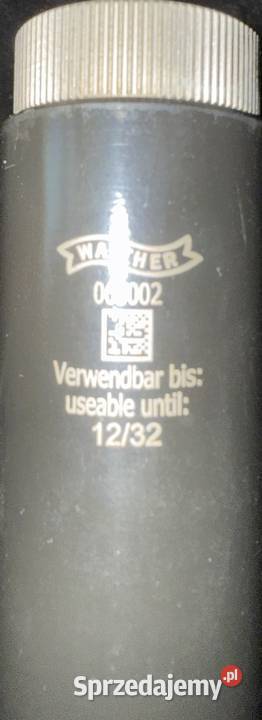 WALTHER
Verwendbar bis:
useable until:
12/32
Sprzedajemy.pl